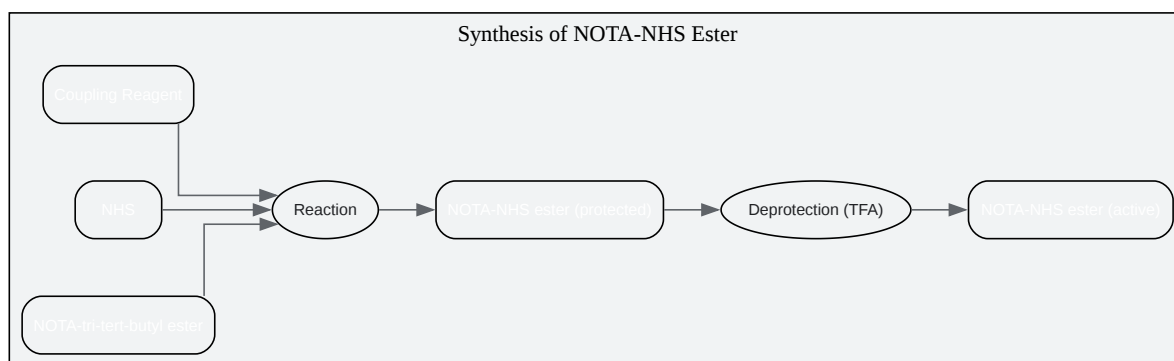 Synthesis of NOTA-NHS Ester
Coupling Reagent
NHS
NOTA-tri-tert-butyl ester
Reaction
NOTA-NHS ester (protected)
Deprotection (TFA)
NOTA-NHS ester (active)